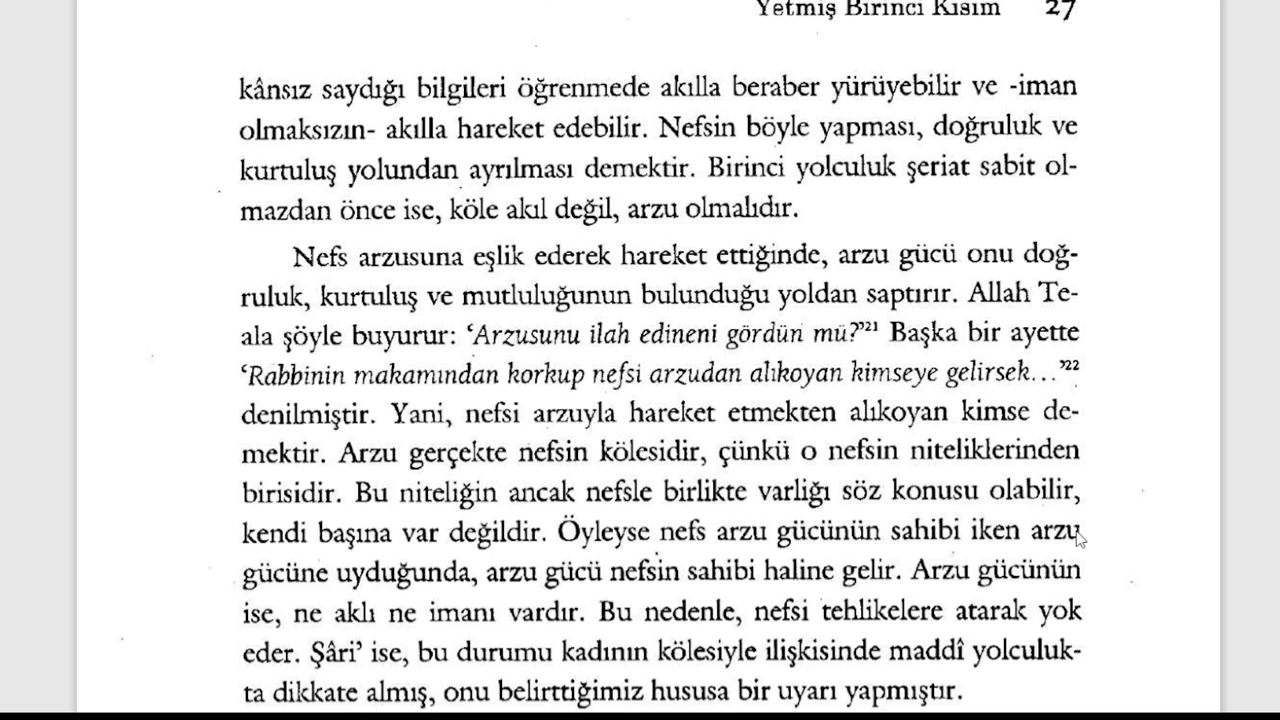 Yetmiş Birinci Kısım 27
kânsız saydığı bilgileri öğrenmede akılla beraber yürüyebilir ve -iman
olmaksızın- akılla hareket edebilir. Nefsin böyle yapması, doğruluk ve
kurtuluş yolundan ayrılması demektir. Birinci yolculuk şeriat sabit ol-
mazdan önce ise, köle akıl değil, arzu olmalıdır.
Nefs arzusuna eşlik ederek hareket ettiğinde, arzu gücü onu doğ-
ruluk, kurtuluş ve mutluluğunun bulunduğu yoldan saptırır. Allah Te-
ala şöyle buyurur: ‘Arzusunu ilah edineni gördün mü?’21 Başka bir ayette
‘Rabbinin makamından korkup nefsi arzudan alıkoyan kimseye gelirsek...’22
denilmiştir. Yani, nefsi arzuyla hareket etmekten alıkoyan kimse de-
mektir. Arzu gerçekte nefsin kölesidir, çünkü o nefsin niteliklerinden
birisidir. Bu niteliğin ancak nefsle birlikte varlığı söz konusu olabilir,
kendi başına var değildir. Öyleyse nefs arzu gücünün sahibi iken arzu
gücüne uyduğunda, arzu gücü nefsin sahibi haline gelir. Arzu gücünün
ise, ne aklı ne imanı vardır. Bu nedenle, nefsi tehlikelere atarak yok
eder. Şâri’ ise, bu durumu kadının kölesiyle ilişkisinde maddî yolculuk-
ta dikkate almış, onu belirttiğimiz hususa bir uyarı yapmıştır.